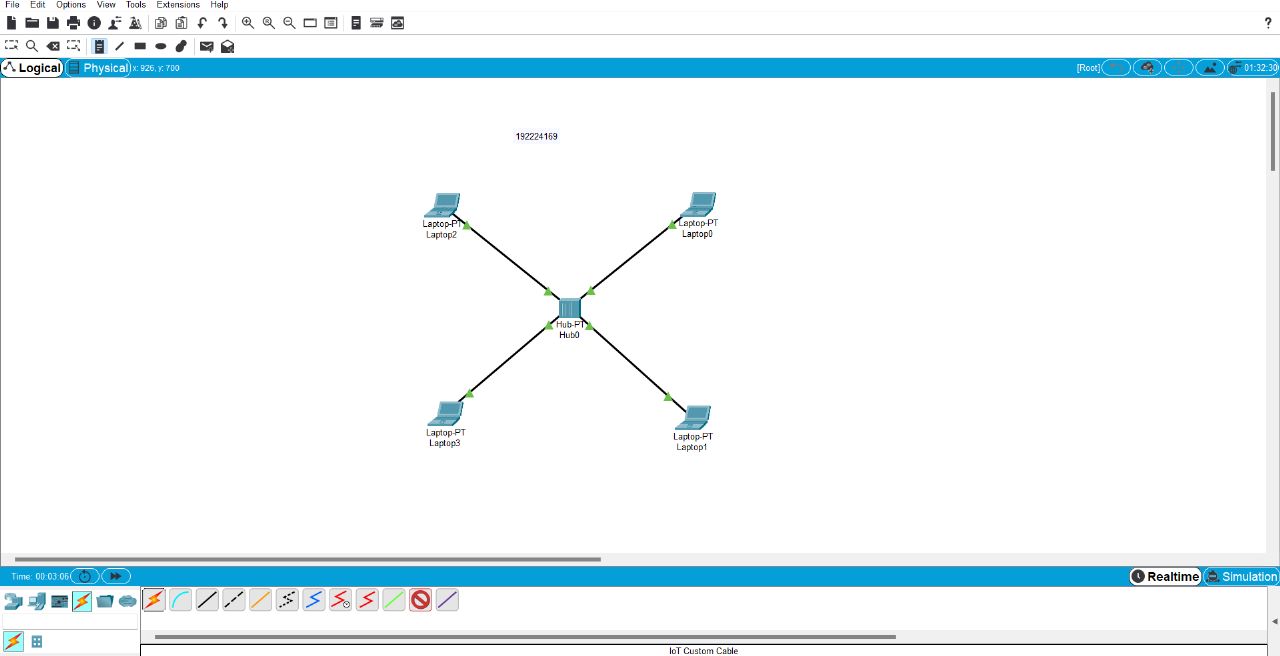 File Edit Options View Tools Extensions Help
?
Logical Physical x: 926, y: 700 [Root] 01:32:30
192224169
Laptop-PT
Laptop2
Laptop-PT
Laptop0
Hub-PT
Hub0
Laptop-PT
Laptop3
Laptop-PT
Laptop1
Time: 00:03:06 Realtime Simulation
IoT Custom Cable